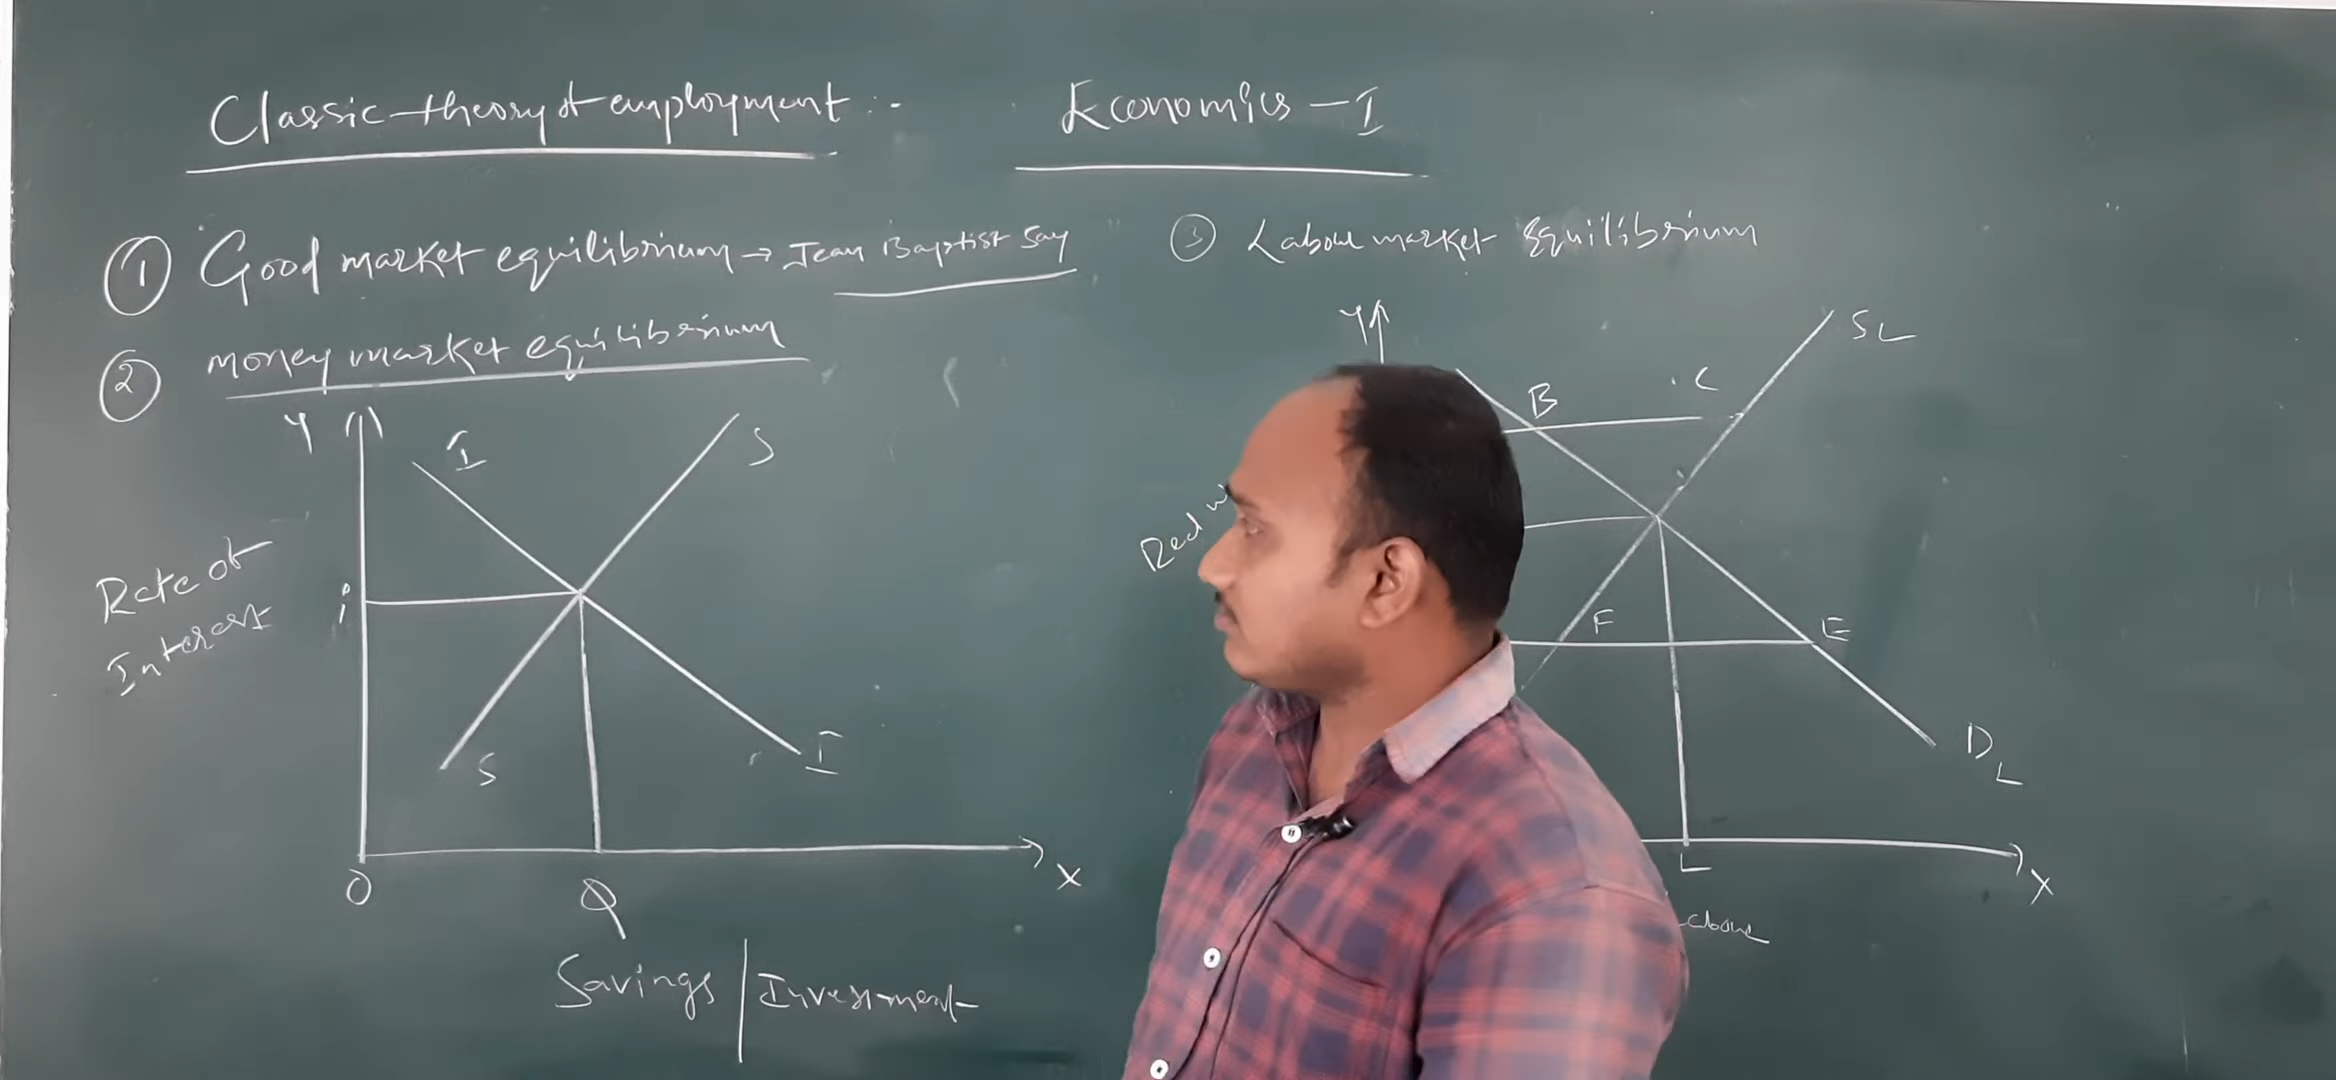 Classic theory of employment :-
Economics - I
① Good market equilibrium → Jean Baptist Say
② money market equilibrium
Y
I
S
Rate of
Interest
i
S
I
O
Q
X
Savings | Investment
③ Labour market Equilibrium
Y
SL
B
C
F
E
DL
L
X